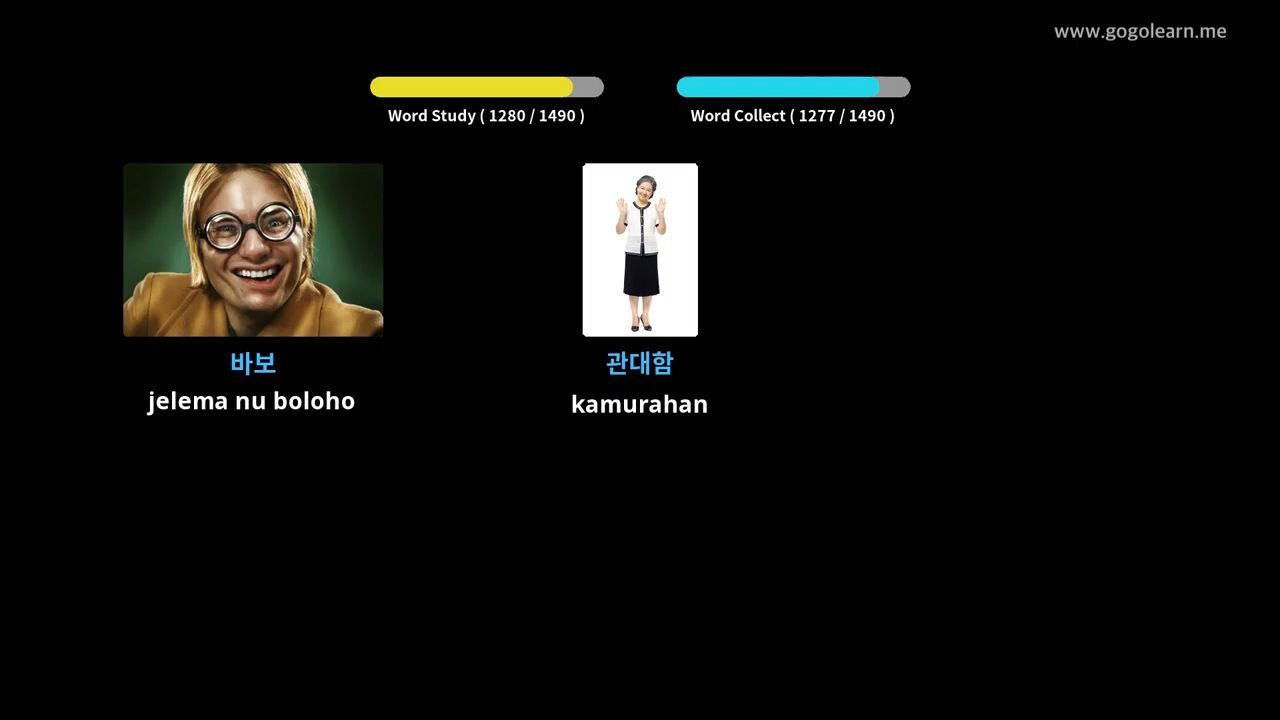 www.gogolearn.me
Word Study ( 1280 / 1490 )
Word Collect ( 1277 / 1490 )
바보
jelema nu boloho
관대함
kamurahan